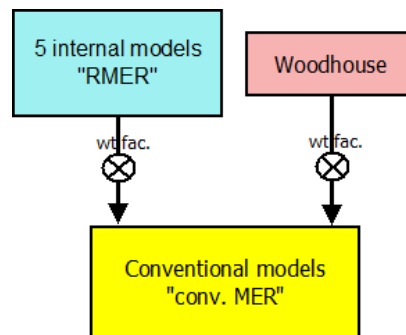 5 internal models
"RMER"
Woodhouse
wt fac.
wt fac.
Conventional models
"conv. MER"